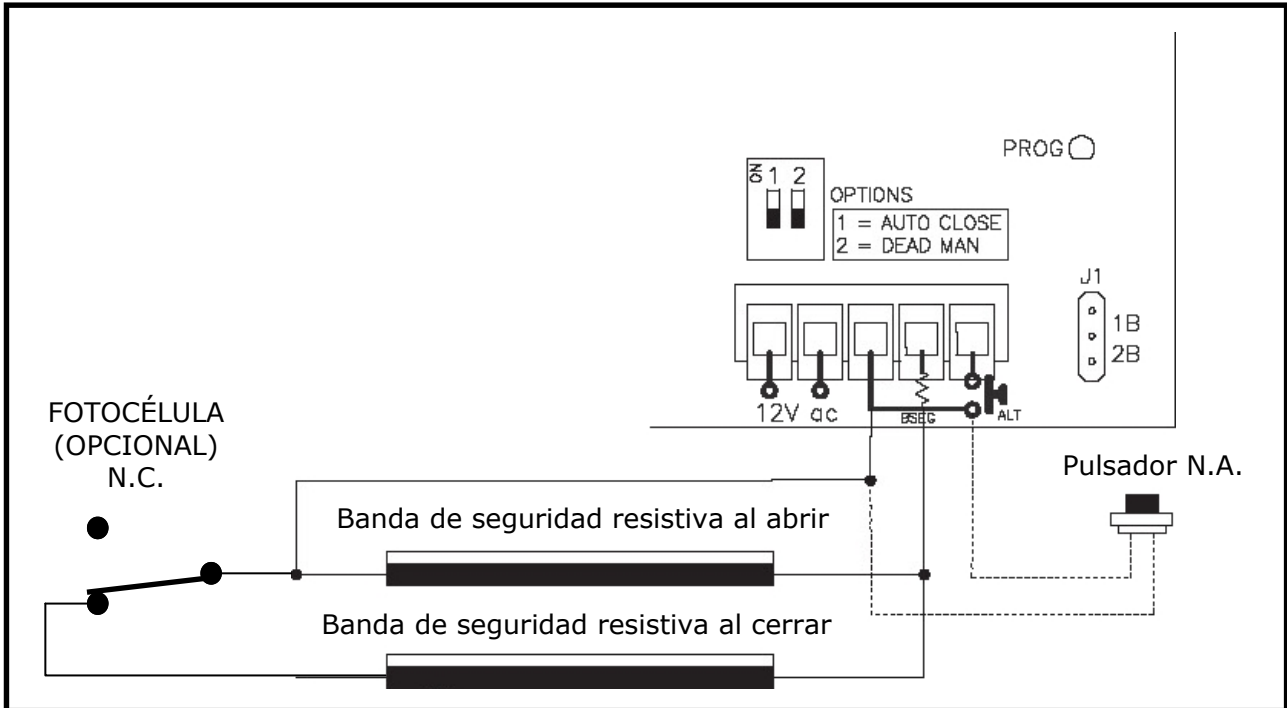 PROG
ON
1 2
OPTIONS
1 = AUTO CLOSE
2 = DEAD MAN
J1
1B
2B
12V ac
BSEG
ALT
FOTOCÉLULA
(OPCIONAL)
N.C.
Pulsador N.A.
Banda de seguridad resistiva al abrir
Banda de seguridad resistiva al cerrar